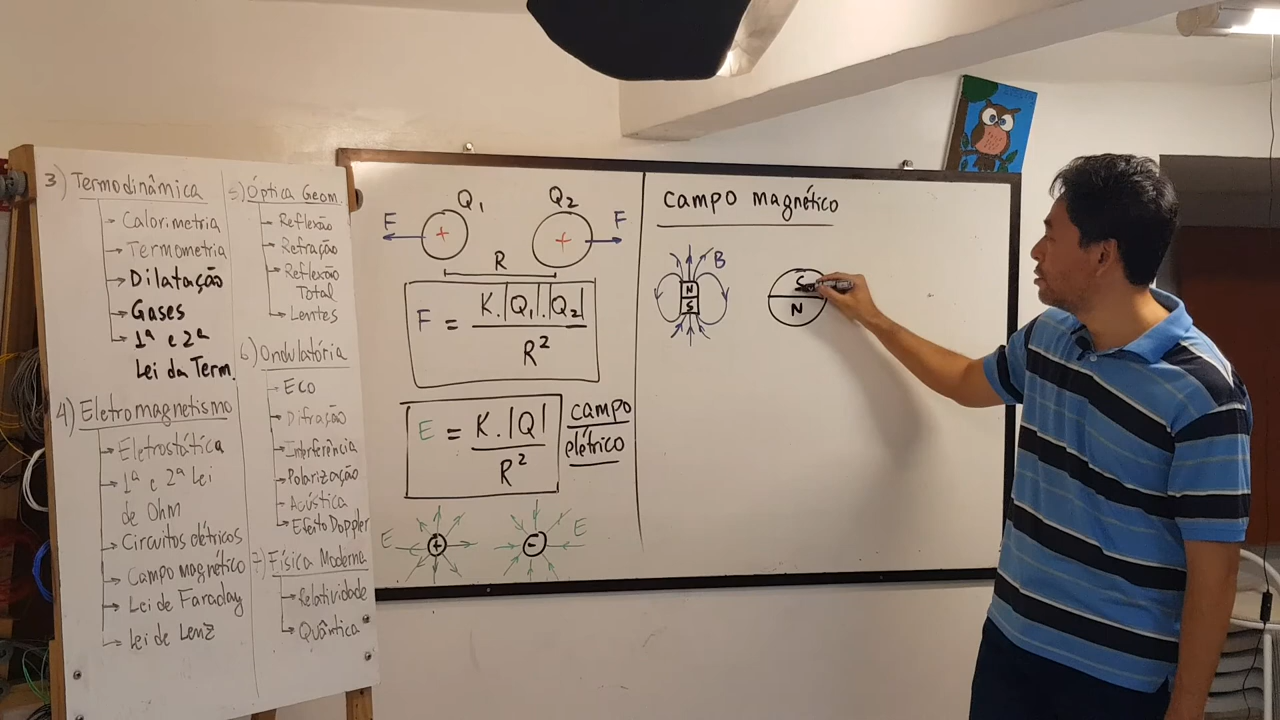 3) Termodinâmica
Calorimetria
Termometria
Dilatação
Gases
1ª e 2ª
Lei da Term.
4) Eletromagnetismo
Eletrostática
1ª e 2ª Lei
de Ohm
Circuitos elétricos
Campo magnético
Lei de Faraday
Lei de Lenz
5) Óptica Geom.
Reflexão
Refração
Reflexão
Total
Lentes
6) Ondulatória
Eco
Difração
Interferência
Polarização
Acústica
Efeito Doppler
7) Física Moderna
Relatividade
Quântica
Q1 Q2
F + + F
R
F = K.|Q1|.|Q2| / R²
E = K.|Q| / R²
campo
elétrico
E + - E
campo magnético
B
N
S
S
N